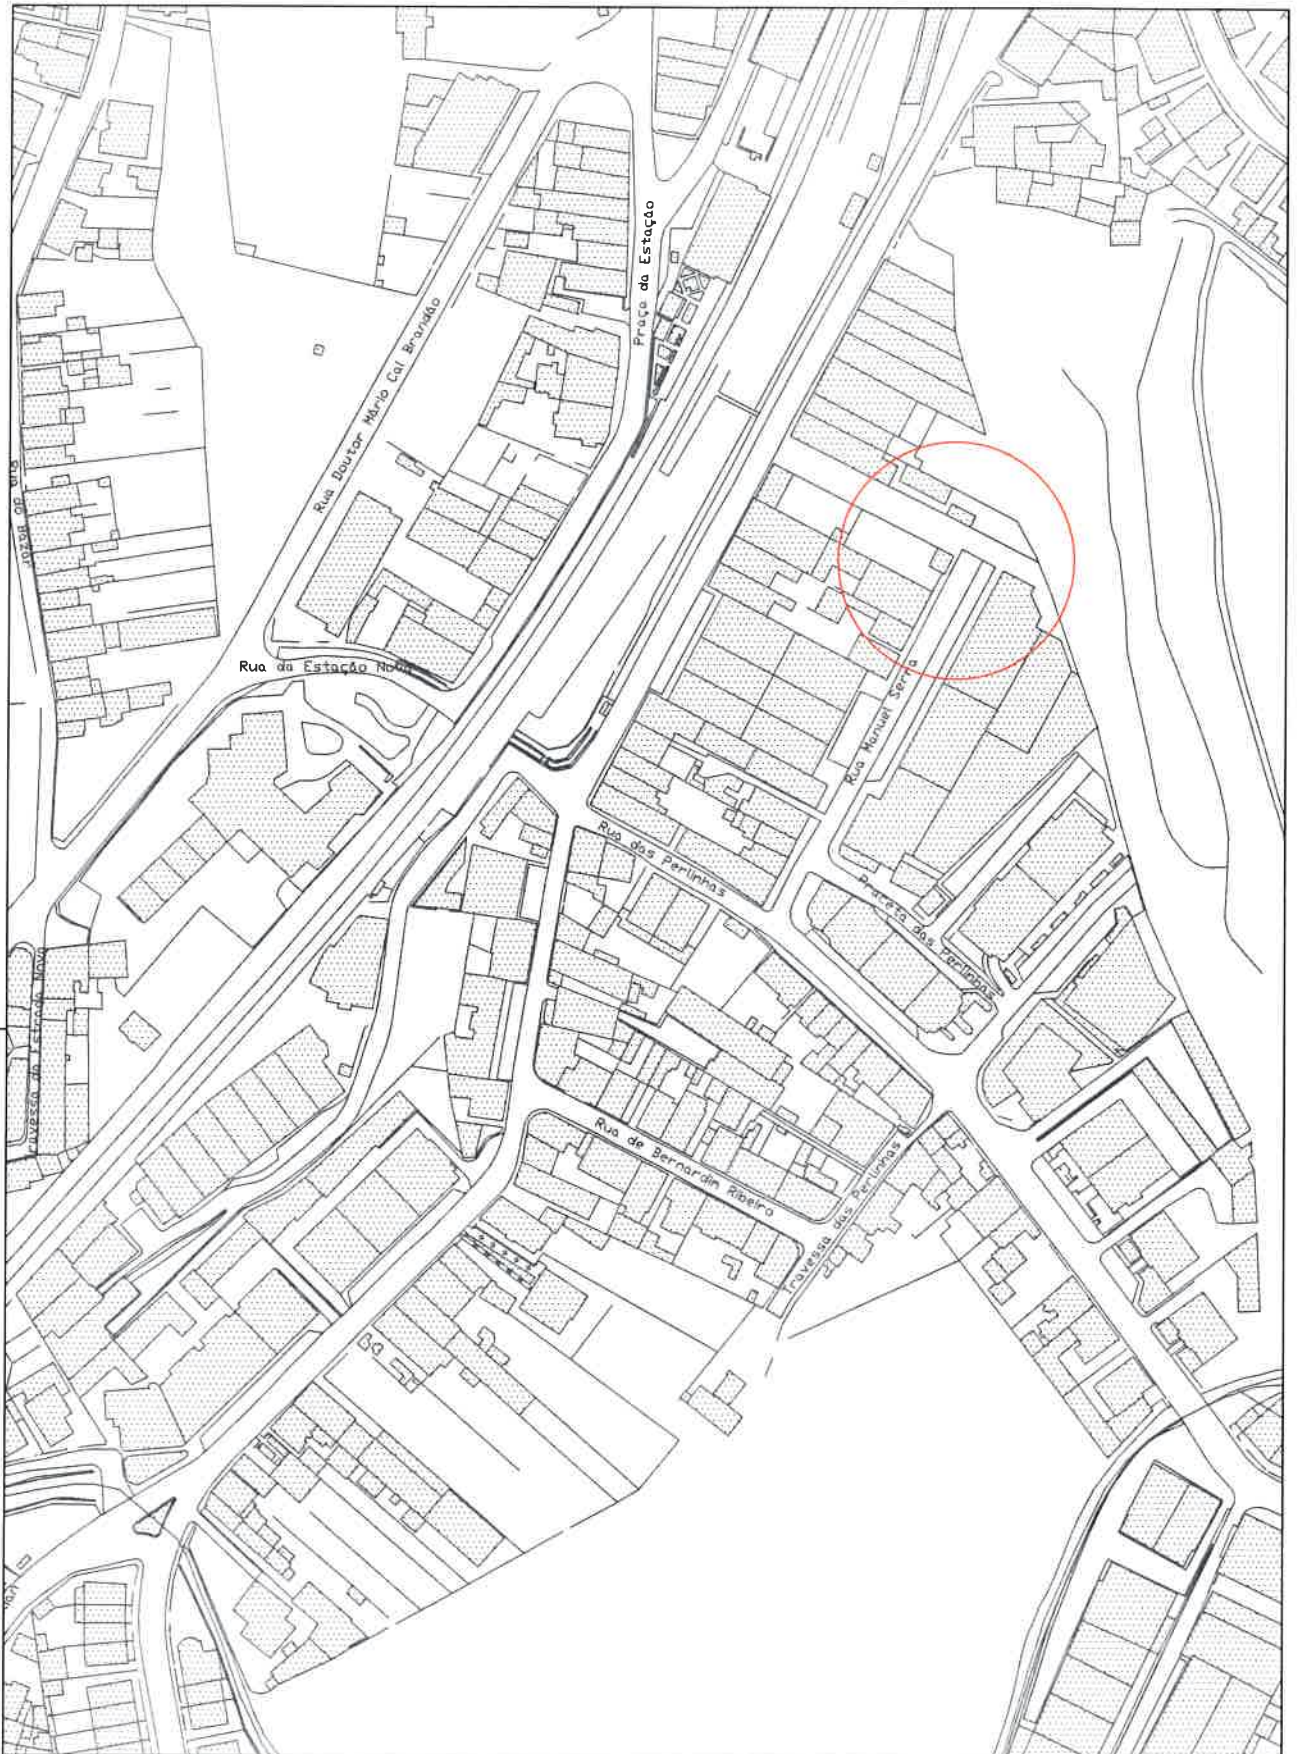 Praça da Estação
Rua Doutor Mário Cal Brandão
Rua do Bazar
Rua da Estação Nova
Rua Manuel Serra
Rua das Perlinhas
Praceta das Perlinhas
Travessa da Estrada Nova
Rua de Bernardim Ribeiro
Travessa das Perlinhas